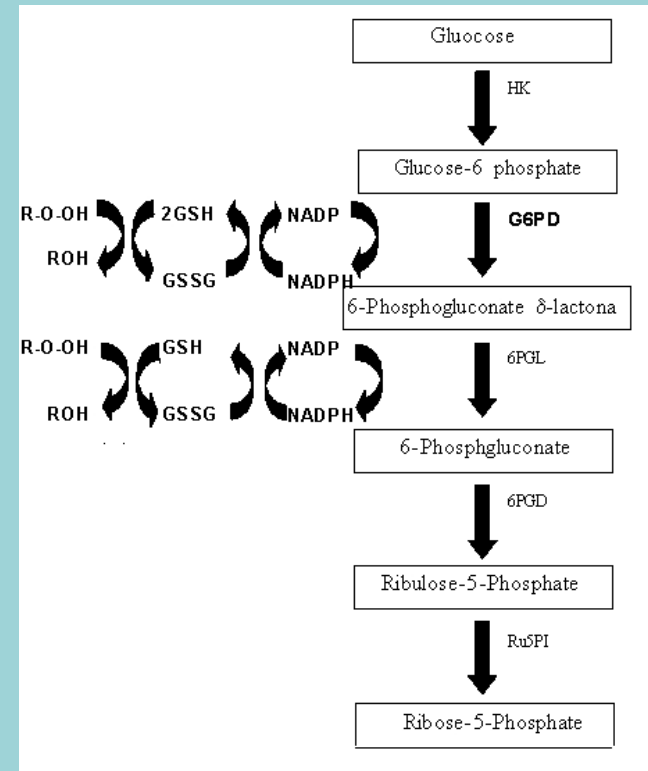 Gluocose
HK
Glucose-6 phosphate
R-O-OH 2GSH NADP G6PD
ROH
GSSG NADPH
6-Phosphogluconate δ-lactona
R-O-OH GSH NADP 6PGL
ROH GSSG NADPH
6-Phosphgluconate
6PGD
Ribulose-5-Phosphate
Ru5PI
Ribose-5-Phosphate